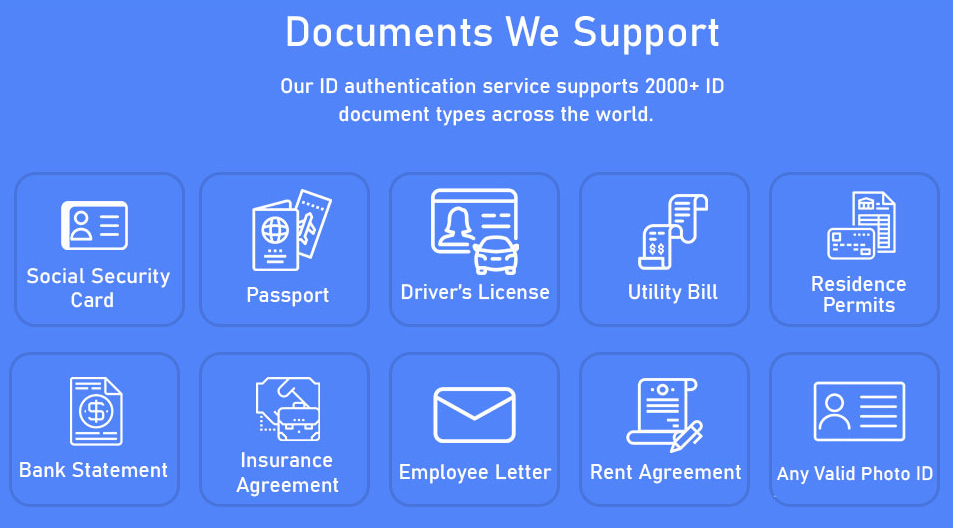 Documents We Support
Our ID authentication service supports 2000+ ID
document types across the world.
Social Security
Card
Passport
Driver's License
$$
Utility Bill
Residence
Permits
$
Bank Statement
Insurance
Agreement
Employee Letter
Rent Agreement
Any Valid Photo ID